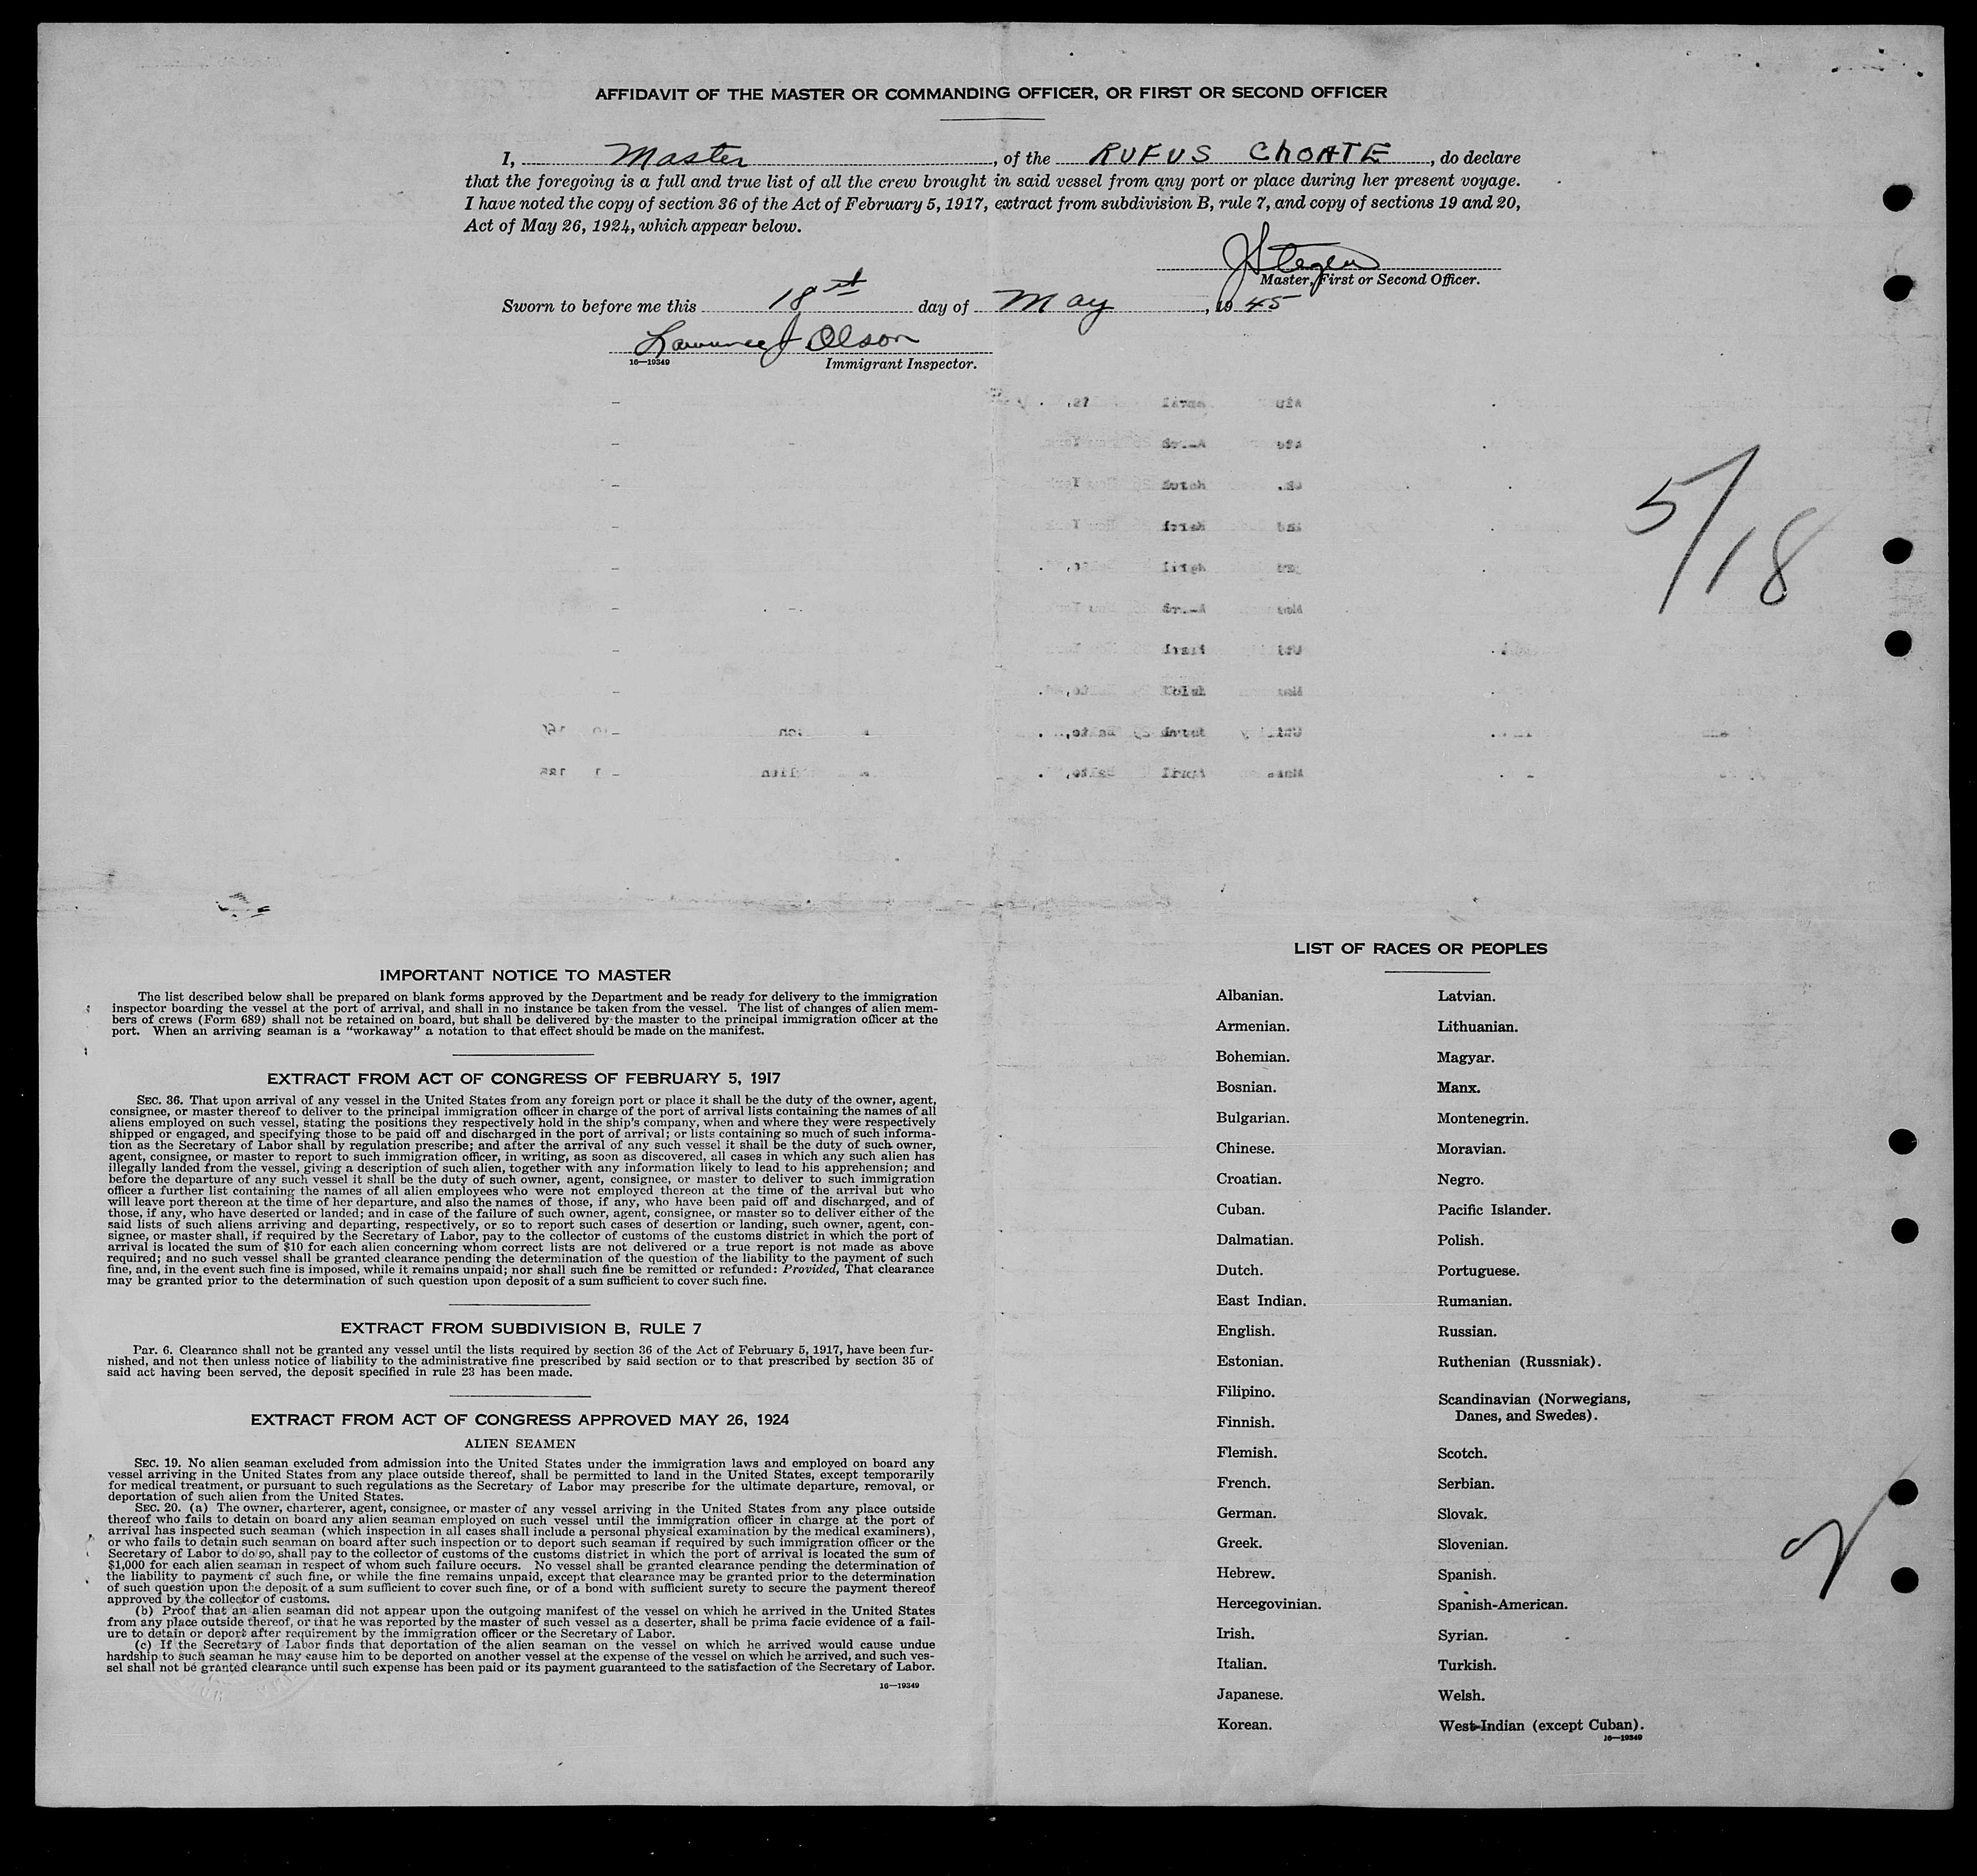 AFFIDAVIT OF THE MASTER OR COMMANDING OFFICER, OR FIRST OR SECOND OFFICER
I, Master, of the RUFUS CHOATE, do declare
that the foregoing is a full and true list of all the crew brought in said vessel from any port or place during her present voyage.
I have noted the copy of section 36 of the Act of February 5, 1917, extract from subdivision B, rule 7, and copy of sections 19 and 20,
Act of May 26, 1924, which appear below.
Master, First or Second Officer.
Sworn to before me this 18 day of May, 1945
Lawrence J Olson
16—19349 Immigrant Inspector.
5/18
IMPORTANT NOTICE TO MASTER
The list described below shall be prepared on blank forms approved by the Department and be ready for delivery to the immigration
inspector boarding the vessel at the port of arrival, and shall in no instance be taken from the vessel. The list of changes of alien mem-
bers of crews (Form 689) shall not be retained on board, but shall be delivered by the master to the principal immigration officer at the
port. When an arriving seaman is a "workaway" a notation to that effect should be made on the manifest.
EXTRACT FROM ACT OF CONGRESS OF FEBRUARY 5, 1917
SEC. 36. That upon arrival of any vessel in the United States from any foreign port or place it shall be the duty of the owner, agent,
consignee, or master thereof to deliver to the principal immigration officer in charge of the port of arrival lists containing the names of all
aliens employed on such vessel, stating the positions they respectively hold in the ship's company, when and where they were respectively
shipped or engaged, and specifying those to be paid off and discharged in the port of arrival; or lists containing so much of such informa-
tion as the Secretary of Labor shall by regulation prescribe; and after the arrival of any such vessel it shall be the duty of such owner,
agent, consignee, or master to report to such immigration officer, in writing, as soon as discovered, all cases in which any such alien has
illegally landed from the vessel, giving a description of such alien, together with any information likely to lead to his apprehension; and
before the departure of any such vessel it shall be the duty of such owner, agent, consignee, or master to deliver to such immigration
officer a further list containing the names of all alien employees who were not employed thereon at the time of the arrival but who
will leave port thereon at the time of her departure, and also the names of those, if any, who have been paid off and discharged, and of
those, if any, who have deserted or landed; and in case of the failure of such owner, agent, consignee, or master so to deliver either of the
said lists of such aliens arriving and departing, respectively, or so to report such cases of desertion or landing, such owner, agent, con-
signee, or master shall, if required by the Secretary of Labor, pay to the collector of customs of the customs district in which the port of
arrival is located the sum of $10 for each alien concerning whom correct lists are not delivered or a true report is not made as above
required; and no such vessel shall be granted clearance pending the determination of the question of the liability to the payment of such
fine, and, in the event such fine is imposed, while it remains unpaid; nor shall such fine be remitted or refunded: Provided, That clearance
may be granted prior to the determination of such question upon deposit of a sum sufficient to cover such fine.
EXTRACT FROM SUBDIVISION B, RULE 7
Par. 6. Clearance shall not be granted any vessel until the lists required by section 36 of the Act of February 5, 1917, have been fur-
nished, and not then unless notice of liability to the administrative fine prescribed by said section or to that prescribed by section 35 of
said act having been served, the deposit specified in rule 23 has been made.
EXTRACT FROM ACT OF CONGRESS APPROVED MAY 26, 1924
ALIEN SEAMEN
SEC. 19. No alien seaman excluded from admission into the United States under the immigration laws and employed on board any
vessel arriving in the United States from any place outside thereof, shall be permitted to land in the United States, except temporarily
for medical treatment, or pursuant to such regulations as the Secretary of Labor may prescribe for the ultimate departure, removal, or
deportation of such alien from the United States.
SEC. 20. (a) The owner, charterer, agent, consignee, or master of any vessel arriving in the United States from any place outside
thereof who fails to detain on board any alien seaman employed on such vessel until the immigration officer in charge at the port of
arrival has inspected such seaman (which inspection in all cases shall include a personal physical examination by the medical examiners),
or who fails to detain such seaman on board after such inspection or to deport such seaman if required by such immigration officer or the
Secretary of Labor to do so, shall pay to the collector of customs of the customs district in which the port of arrival is located the sum of
$1,000 for each alien seaman in respect of whom such failure occurs. No vessel shall be granted clearance pending the determination of
the liability to payment of such fine, or while the fine remains unpaid, except that clearance may be granted prior to the determination
of such question upon the deposit of a sum sufficient to cover such fine, or of a bond with sufficient surety to secure the payment thereof
approved by the collector of customs.
(b) Proof that an alien seaman did not appear upon the outgoing manifest of the vessel on which he arrived in the United States
from any place outside thereof, or that he was reported by the master of such vessel as a deserter, shall be prima facie evidence of a fail-
ure to detain or deport after requirement by the immigration officer or the Secretary of Labor.
(c) If the Secretary of Labor finds that deportation of the alien seaman on the vessel on which he arrived would cause undue
hardship to such seaman he may cause him to be deported on another vessel at the expense of the vessel on which he arrived, and such ves-
sel shall not be granted clearance until such expense has been paid or its payment guaranteed to the satisfaction of the Secretary of Labor.
16—19349
LIST OF RACES OR PEOPLES
Albanian.
Armenian.
Bohemian.
Bosnian.
Bulgarian.
Chinese.
Croatian.
Cuban.
Dalmatian.
Dutch.
East Indian.
English.
Estonian.
Filipino.
Finnish.
Flemish.
French.
German.
Greek.
Hebrew.
Hercegovinian.
Irish.
Italian.
Japanese.
Korean.
Latvian.
Lithuanian.
Magyar.
Manx.
Montenegrin.
Moravian.
Negro.
Pacific Islander.
Polish.
Portuguese.
Rumanian.
Russian.
Ruthenian (Russniak).
Scandinavian (Norwegians,
Danes, and Swedes).
Scotch.
Serbian.
Slovak.
Slovenian.
Spanish.
Spanish-American.
Syrian.
Turkish.
Welsh.
West Indian (except Cuban).
16—19349